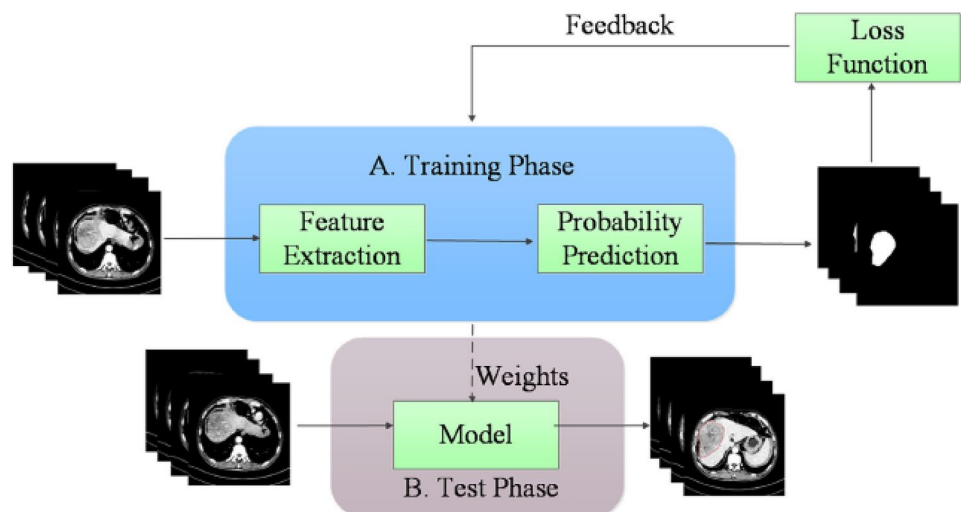 Feedback
Loss
Function
A. Training Phase
Feature
Extraction
Probability
Prediction
Weights
Model
B. Test Phase